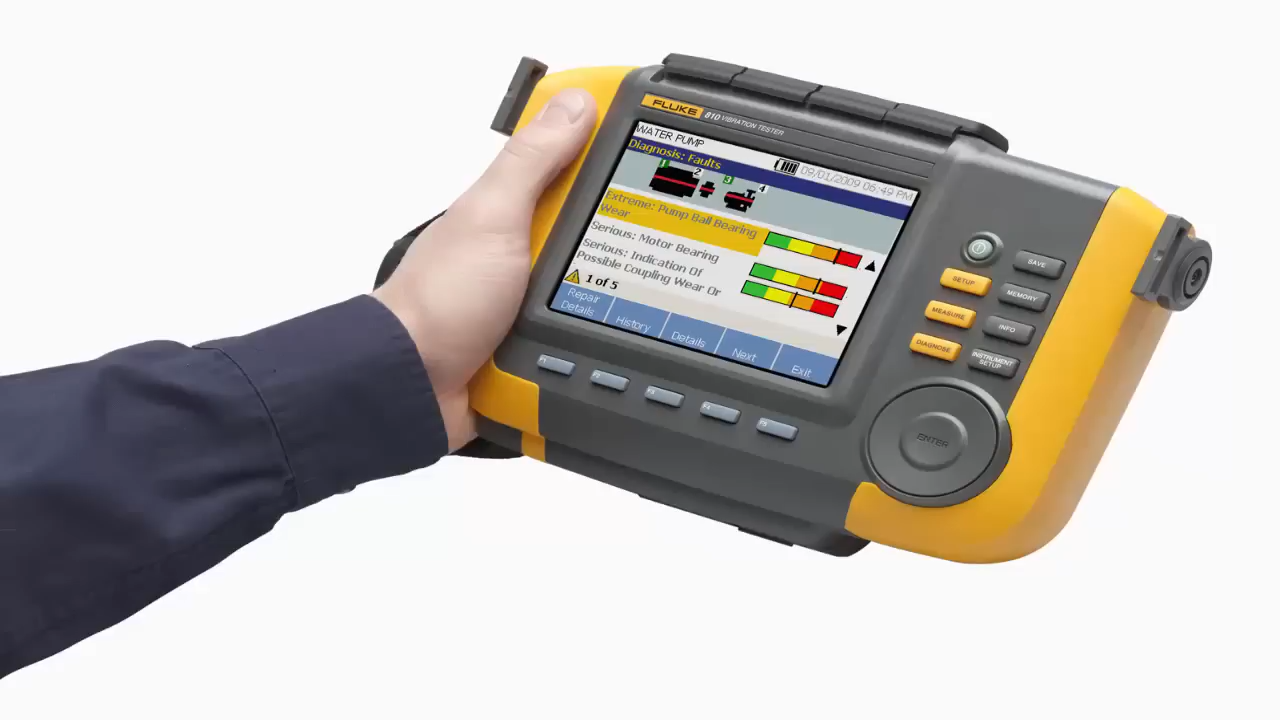 FLUKE 810 VIBRATION TESTER
WATER PUMP
09/01/2009 06:49 PM
Diagnosis: Faults
1 2 3 4
Extreme: Pump Ball Bearing
Wear
Serious: Motor Bearing
Serious: Indication Of
Possible Coupling Wear Or
1 of 5
Repair
Details
History
Details
Next
Exit
F1
F2
F3
F4
F5
SAVE
SETUP
MEMORY
MEASURE
INFO
DIAGNOSE
INSTRUMENT
SETUP
ENTER